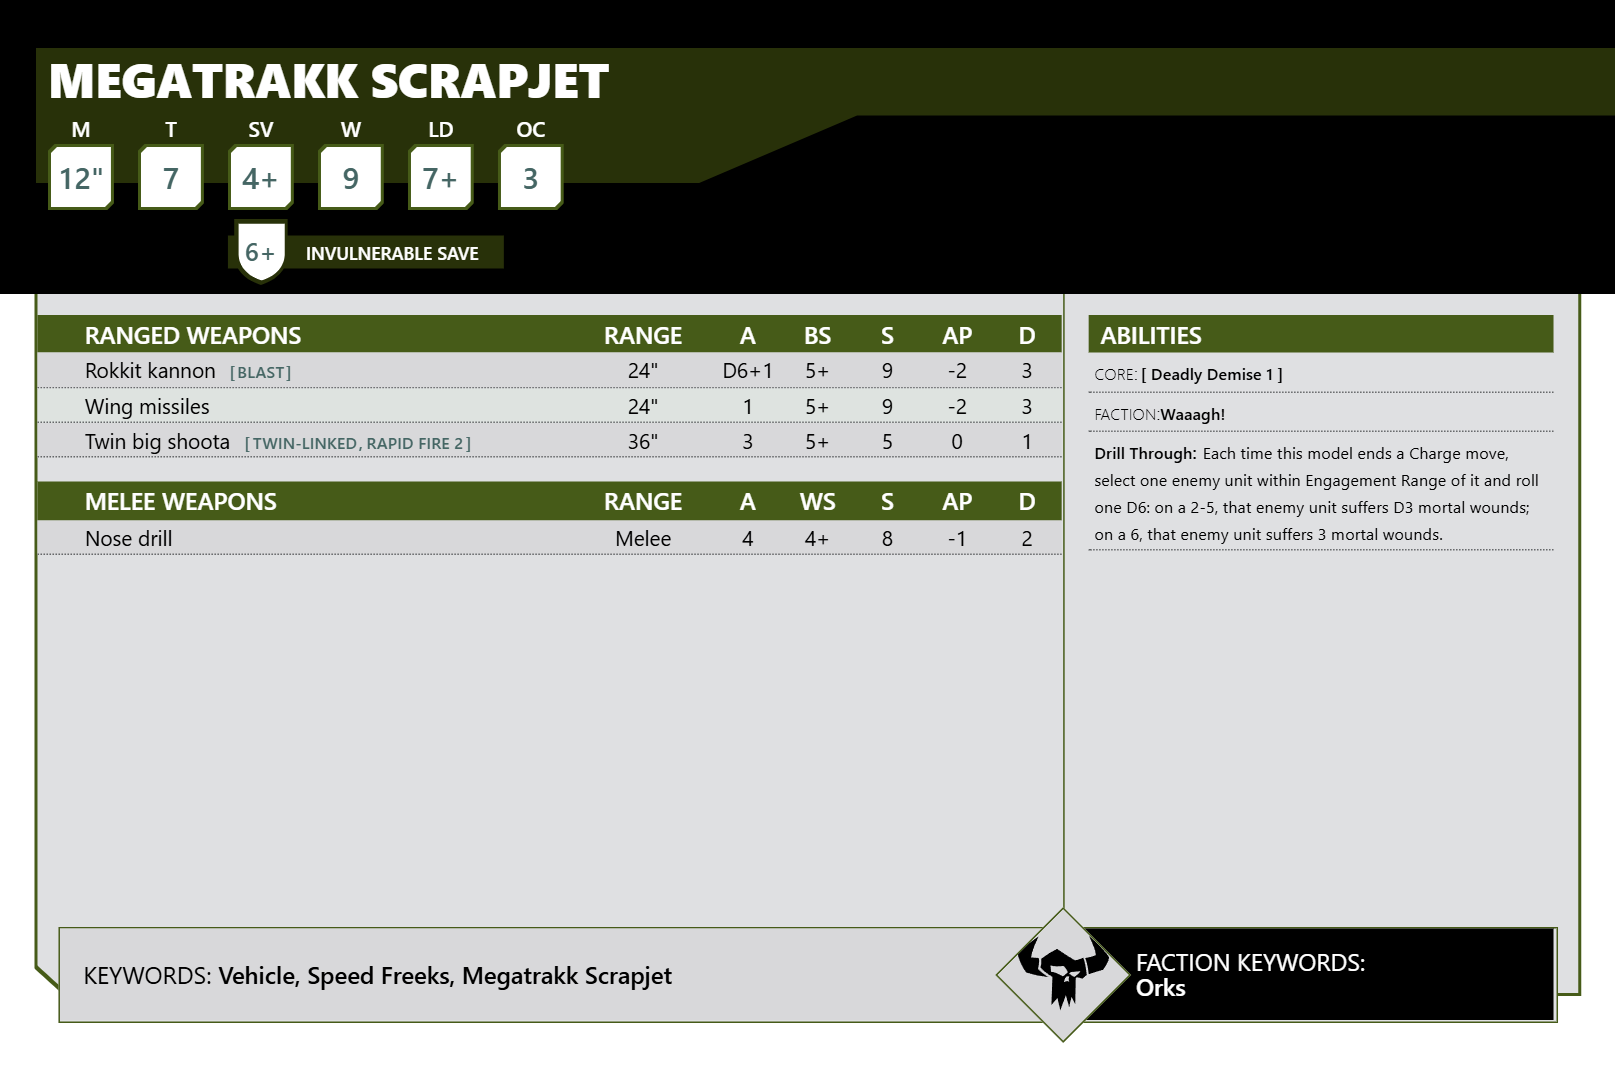 MEGATRAKK SCRAPJET
M T SV W LD OC
12" 7 4+ 9 7+ 3
6+ INVULNERABLE SAVE
RANGED WEAPONS RANGE A BS S AP D
Rokkit kannon [BLAST] 24" D6+1 5+ 9 -2 3
Wing missiles 24" 1 5+ 9 -2 3
Twin big shoota [TWIN-LINKED, RAPID FIRE 2] 36" 3 5+ 5 0 1
MELEE WEAPONS RANGE A WS S AP D
Nose drill Melee 4 4+ 8 -1 2
ABILITIES
CORE: [ Deadly Demise 1 ]
FACTION:Waaagh!
Drill Through: Each time this model ends a Charge move,
select one enemy unit within Engagement Range of it and roll
one D6: on a 2-5, that enemy unit suffers D3 mortal wounds;
on a 6, that enemy unit suffers 3 mortal wounds.
KEYWORDS: Vehicle, Speed Freeks, Megatrakk Scrapjet
FACTION KEYWORDS:
Orks